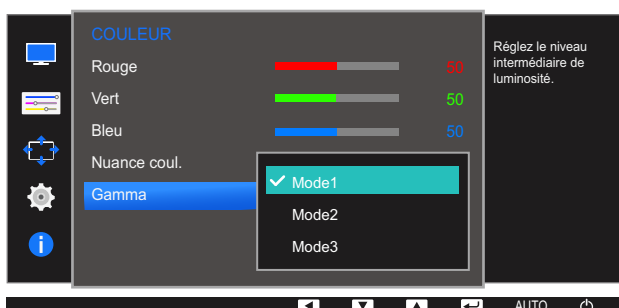 COULEUR
Rouge 50
Vert 50
Bleu 50
Nuance coul.
Gamma
Mode1
Mode2
Mode3
Réglez le niveau
intermédiaire de
luminosité.
AUTO